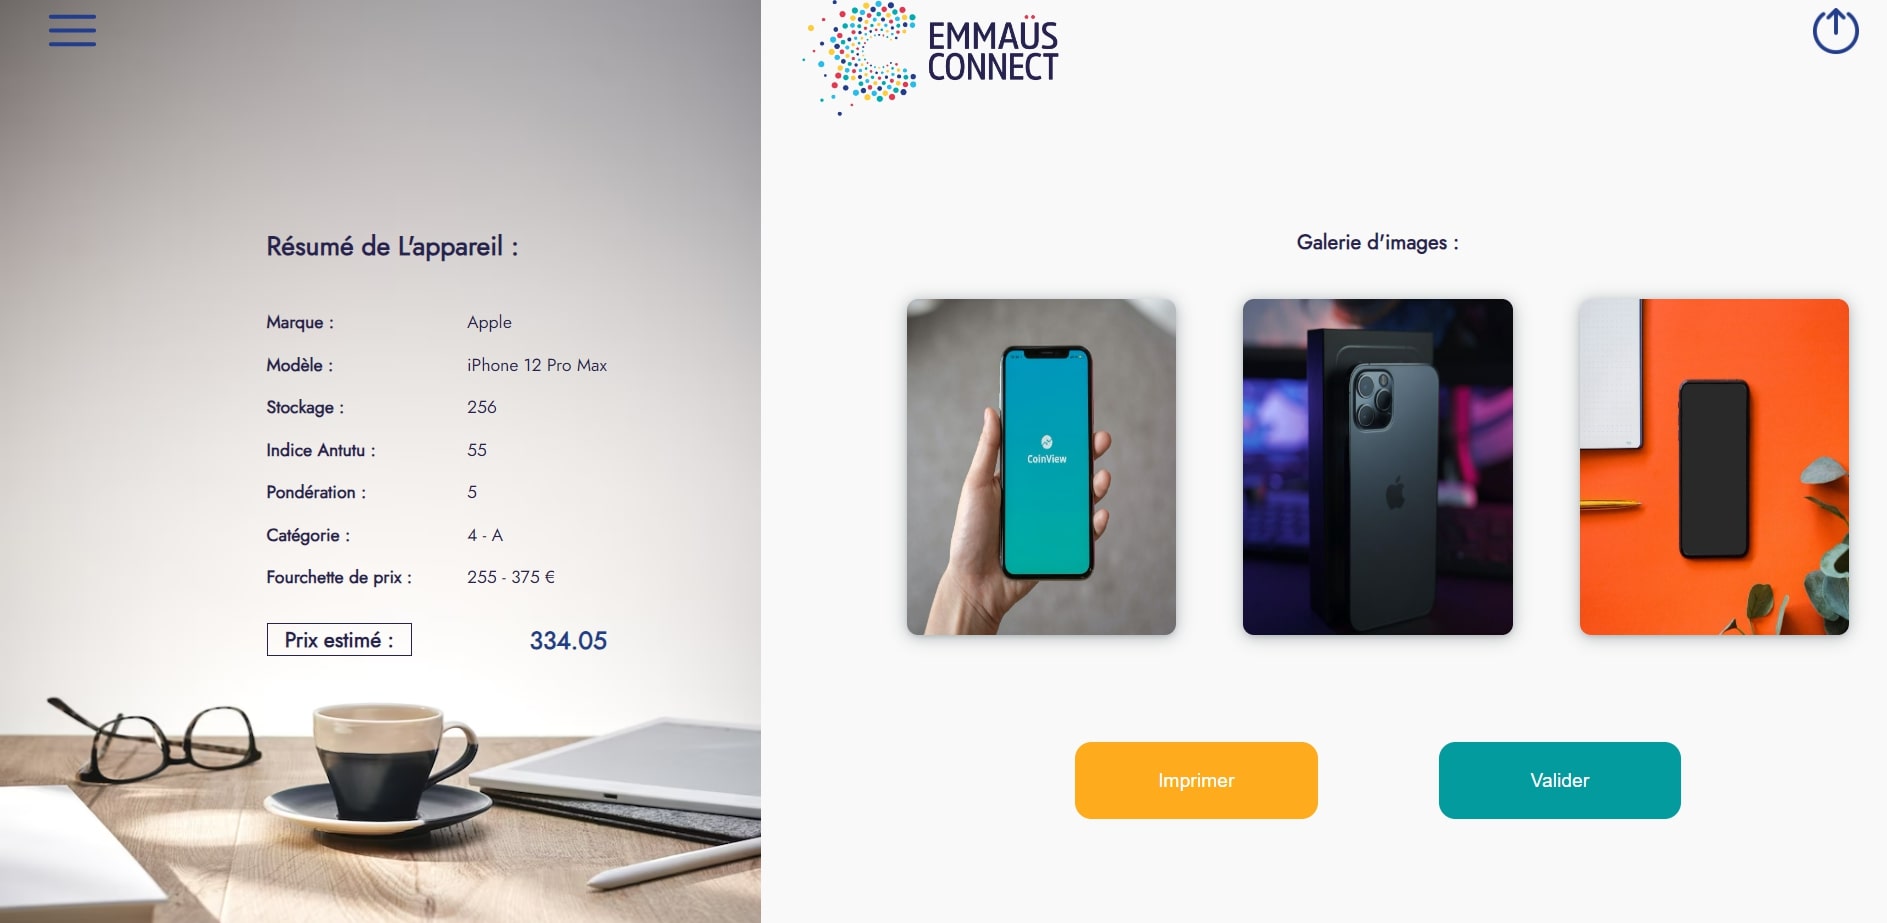 EMMAÜS
CONNECT
Résumé de L'appareil :
Marque : Apple
Modèle : iPhone 12 Pro Max
Stockage : 256
Indice Antutu : 55
Pondération : 5
Catégorie : 4 - A
Fourchette de prix : 255 - 375 €
Prix estimé : 334.05
Galerie d'images :
CoinView
Imprimer
Valider